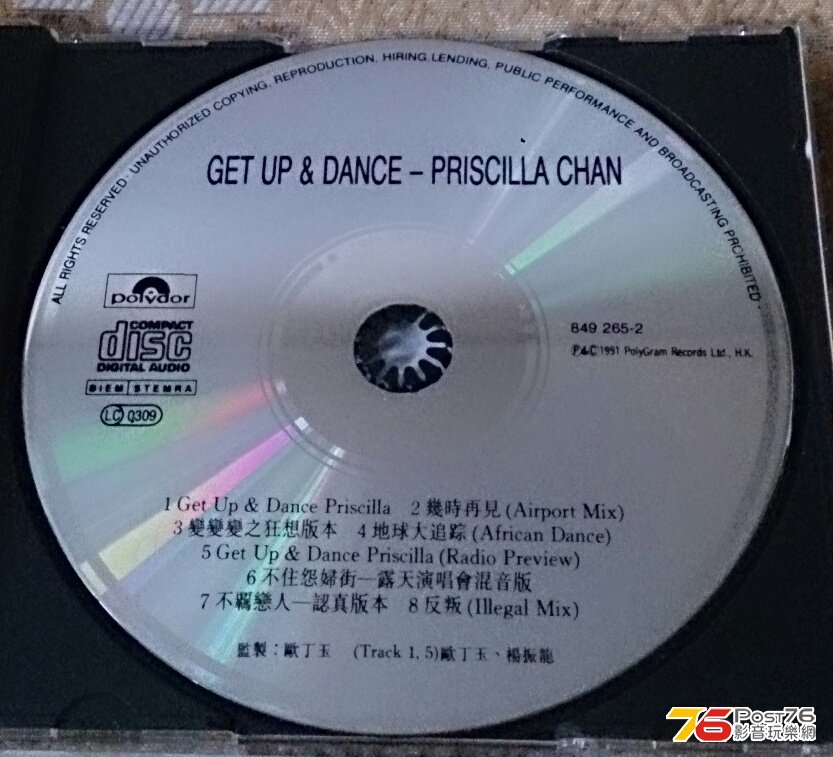 ALL RIGHTS RESERVED · UNAUTHORIZED COPYING, REPRODUCTION, HIRING, LENDING, PUBLIC PERFORMANCE AND BROADCASTING PROHIBITED ·
GET UP & DANCE – PRISCILLA CHAN
polydor
COMPACT
disc
DIGITAL AUDIO
BIEM STEMRA
LC 0309
849 265-2
℗&©1991 PolyGram Records Ltd., H.K.
1 Get Up & Dance Priscilla 2 幾時再見 (Airport Mix)
3 變變變之狂想版本 4 地球大追踪 (African Dance)
5 Get Up & Dance Priscilla (Radio Preview)
6 不住怨婦街—露天演唱會混音版
7 不羈戀人—認真版本 8 反叛 (Illegal Mix)
監製：歐丁玉 (Track 1, 5)歐丁玉、楊振龍
76 Post76
影音玩樂網